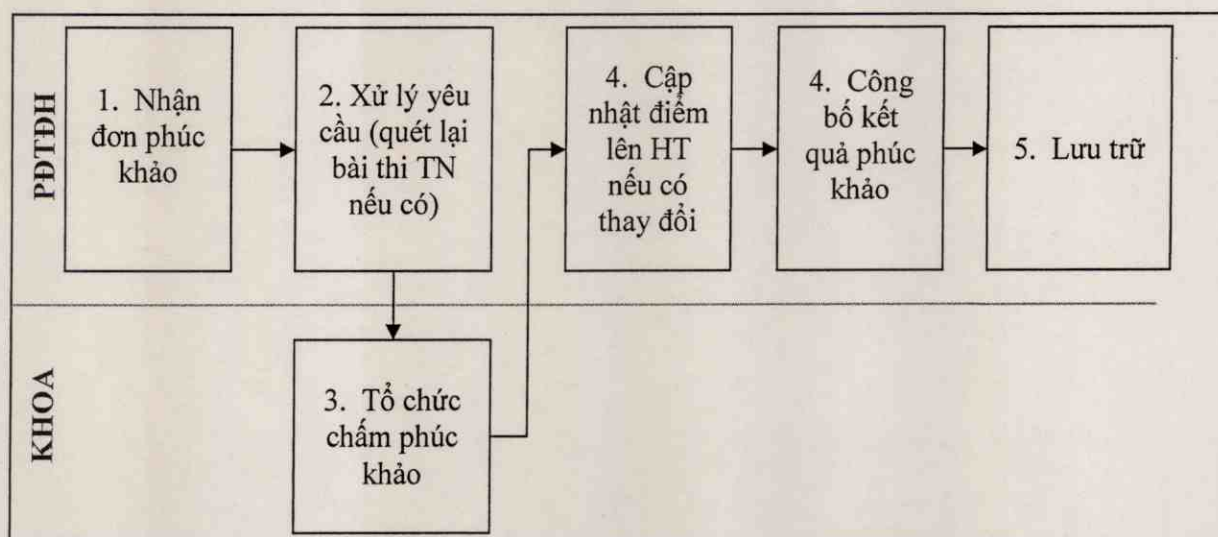 PĐTĐH
1. Nhận
đơn phúc
khảo
2. Xử lý yêu
cầu (quét lại
bài thi TN
nếu có)
4. Cập
nhật điểm
lên HT
nếu có
thay đổi
4. Công
bố kết
quả phúc
khảo
5. Lưu trữ
KHOA
3. Tổ chức
chấm phúc
khảo